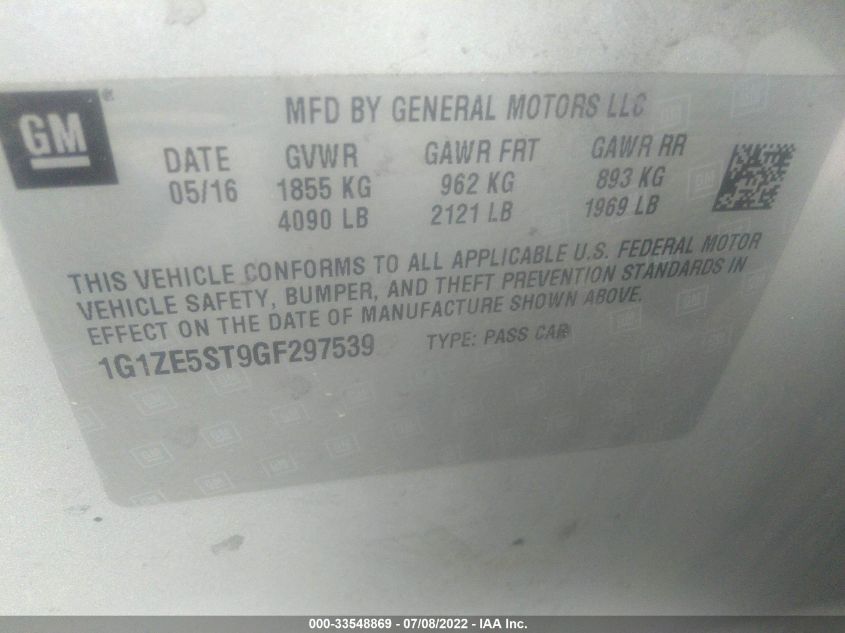 GM ®
MFD BY GENERAL MOTORS LLC
DATE GVWR GAWR FRT GAWR RR
05/16 1855 KG 962 KG 893 KG
4090 LB 2121 LB 1969 LB
THIS VEHICLE CONFORMS TO ALL APPLICABLE U.S. FEDERAL MOTOR
VEHICLE SAFETY, BUMPER, AND THEFT PREVENTION STANDARDS IN
EFFECT ON THE DATE OF MANUFACTURE SHOWN ABOVE.
1G1ZE5ST9GF297539 TYPE: PASS CAR
000-33548869 - 07/08/2022 - IAA Inc.